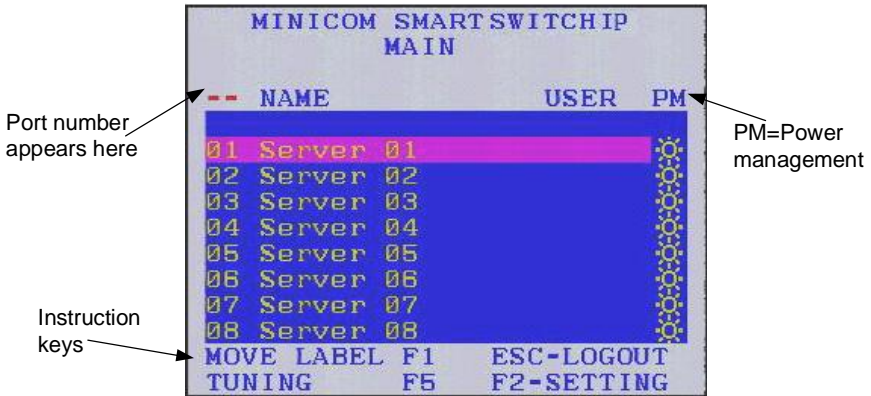 MINICOM SMARTSWITCHIP
MAIN
-- NAME USER PM
Port number
appears here
PM=Power
management
01 Server 01
02 Server 02
03 Server 03
04 Server 04
05 Server 05
06 Server 06
07 Server 07
08 Server 08
Instruction
keys
MOVE LABEL F1 ESC-LOGOUT
TUNING F5 F2-SETTING